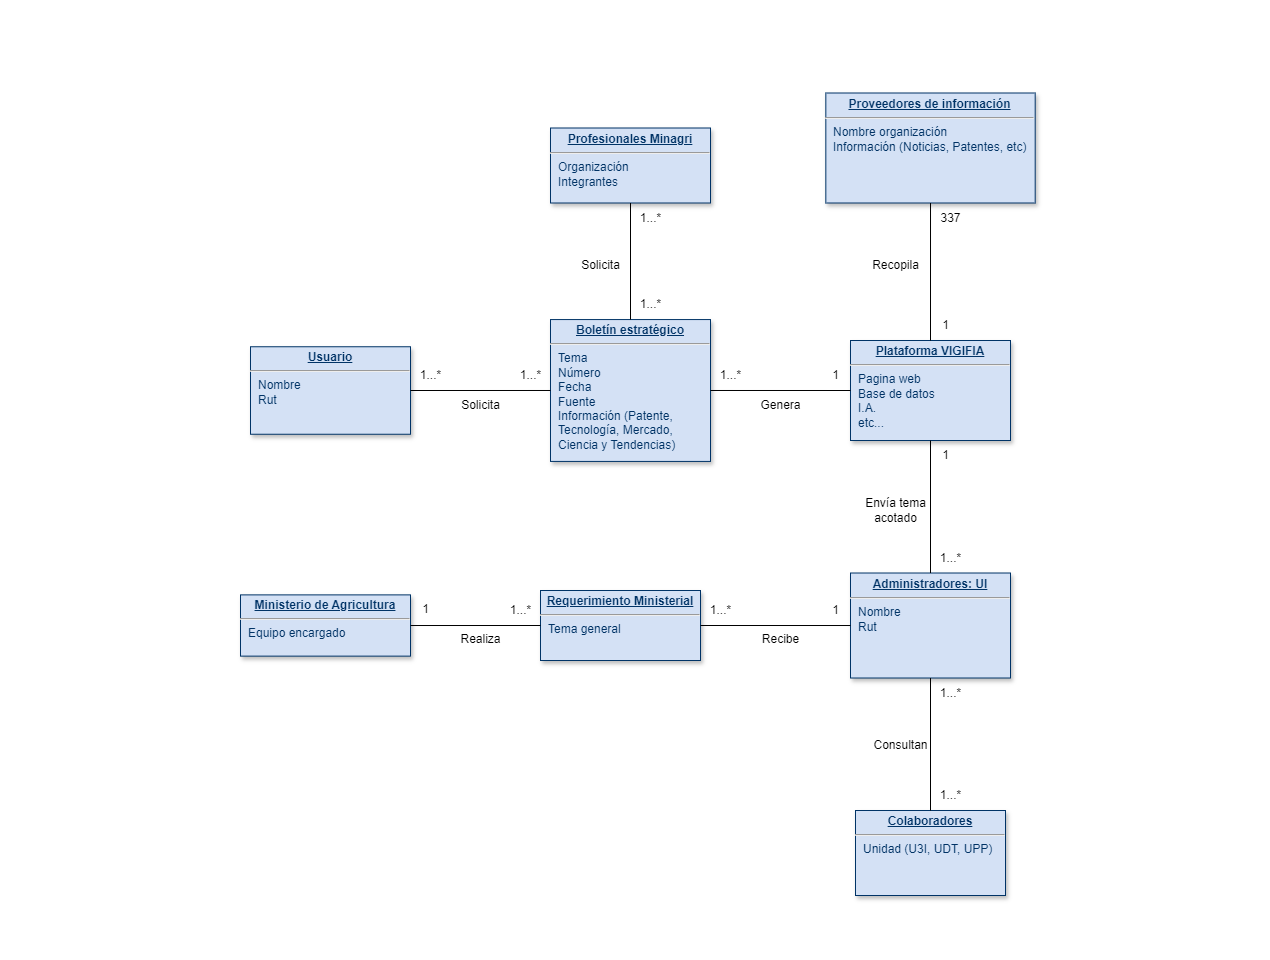 Proveedores de información
Nombre organización
Información (Noticias, Patentes, etc)
Profesionales Minagri
Organización
Integrantes
1...*
337
Solicita
Recopila
1...*
1
Boletín estratégico
Tema
Número
Fecha
Fuente
Información (Patente,
Tecnología, Mercado,
Ciencia y Tendencias)
Usuario
Nombre
Rut
1...*
1...*
Solicita
1...*
1
Genera
Plataforma VIGIFIA
Pagina web
Base de datos
I.A.
etc...
1
Envía tema
acotado
1...*
Ministerio de Agricultura
Equipo encargado
1
1...*
Realiza
Requerimiento Ministerial
Tema general
1...*
1
Recibe
Administradores: UI
Nombre
Rut
1...*
Consultan
1...*
Colaboradores
Unidad (U3I, UDT, UPP)